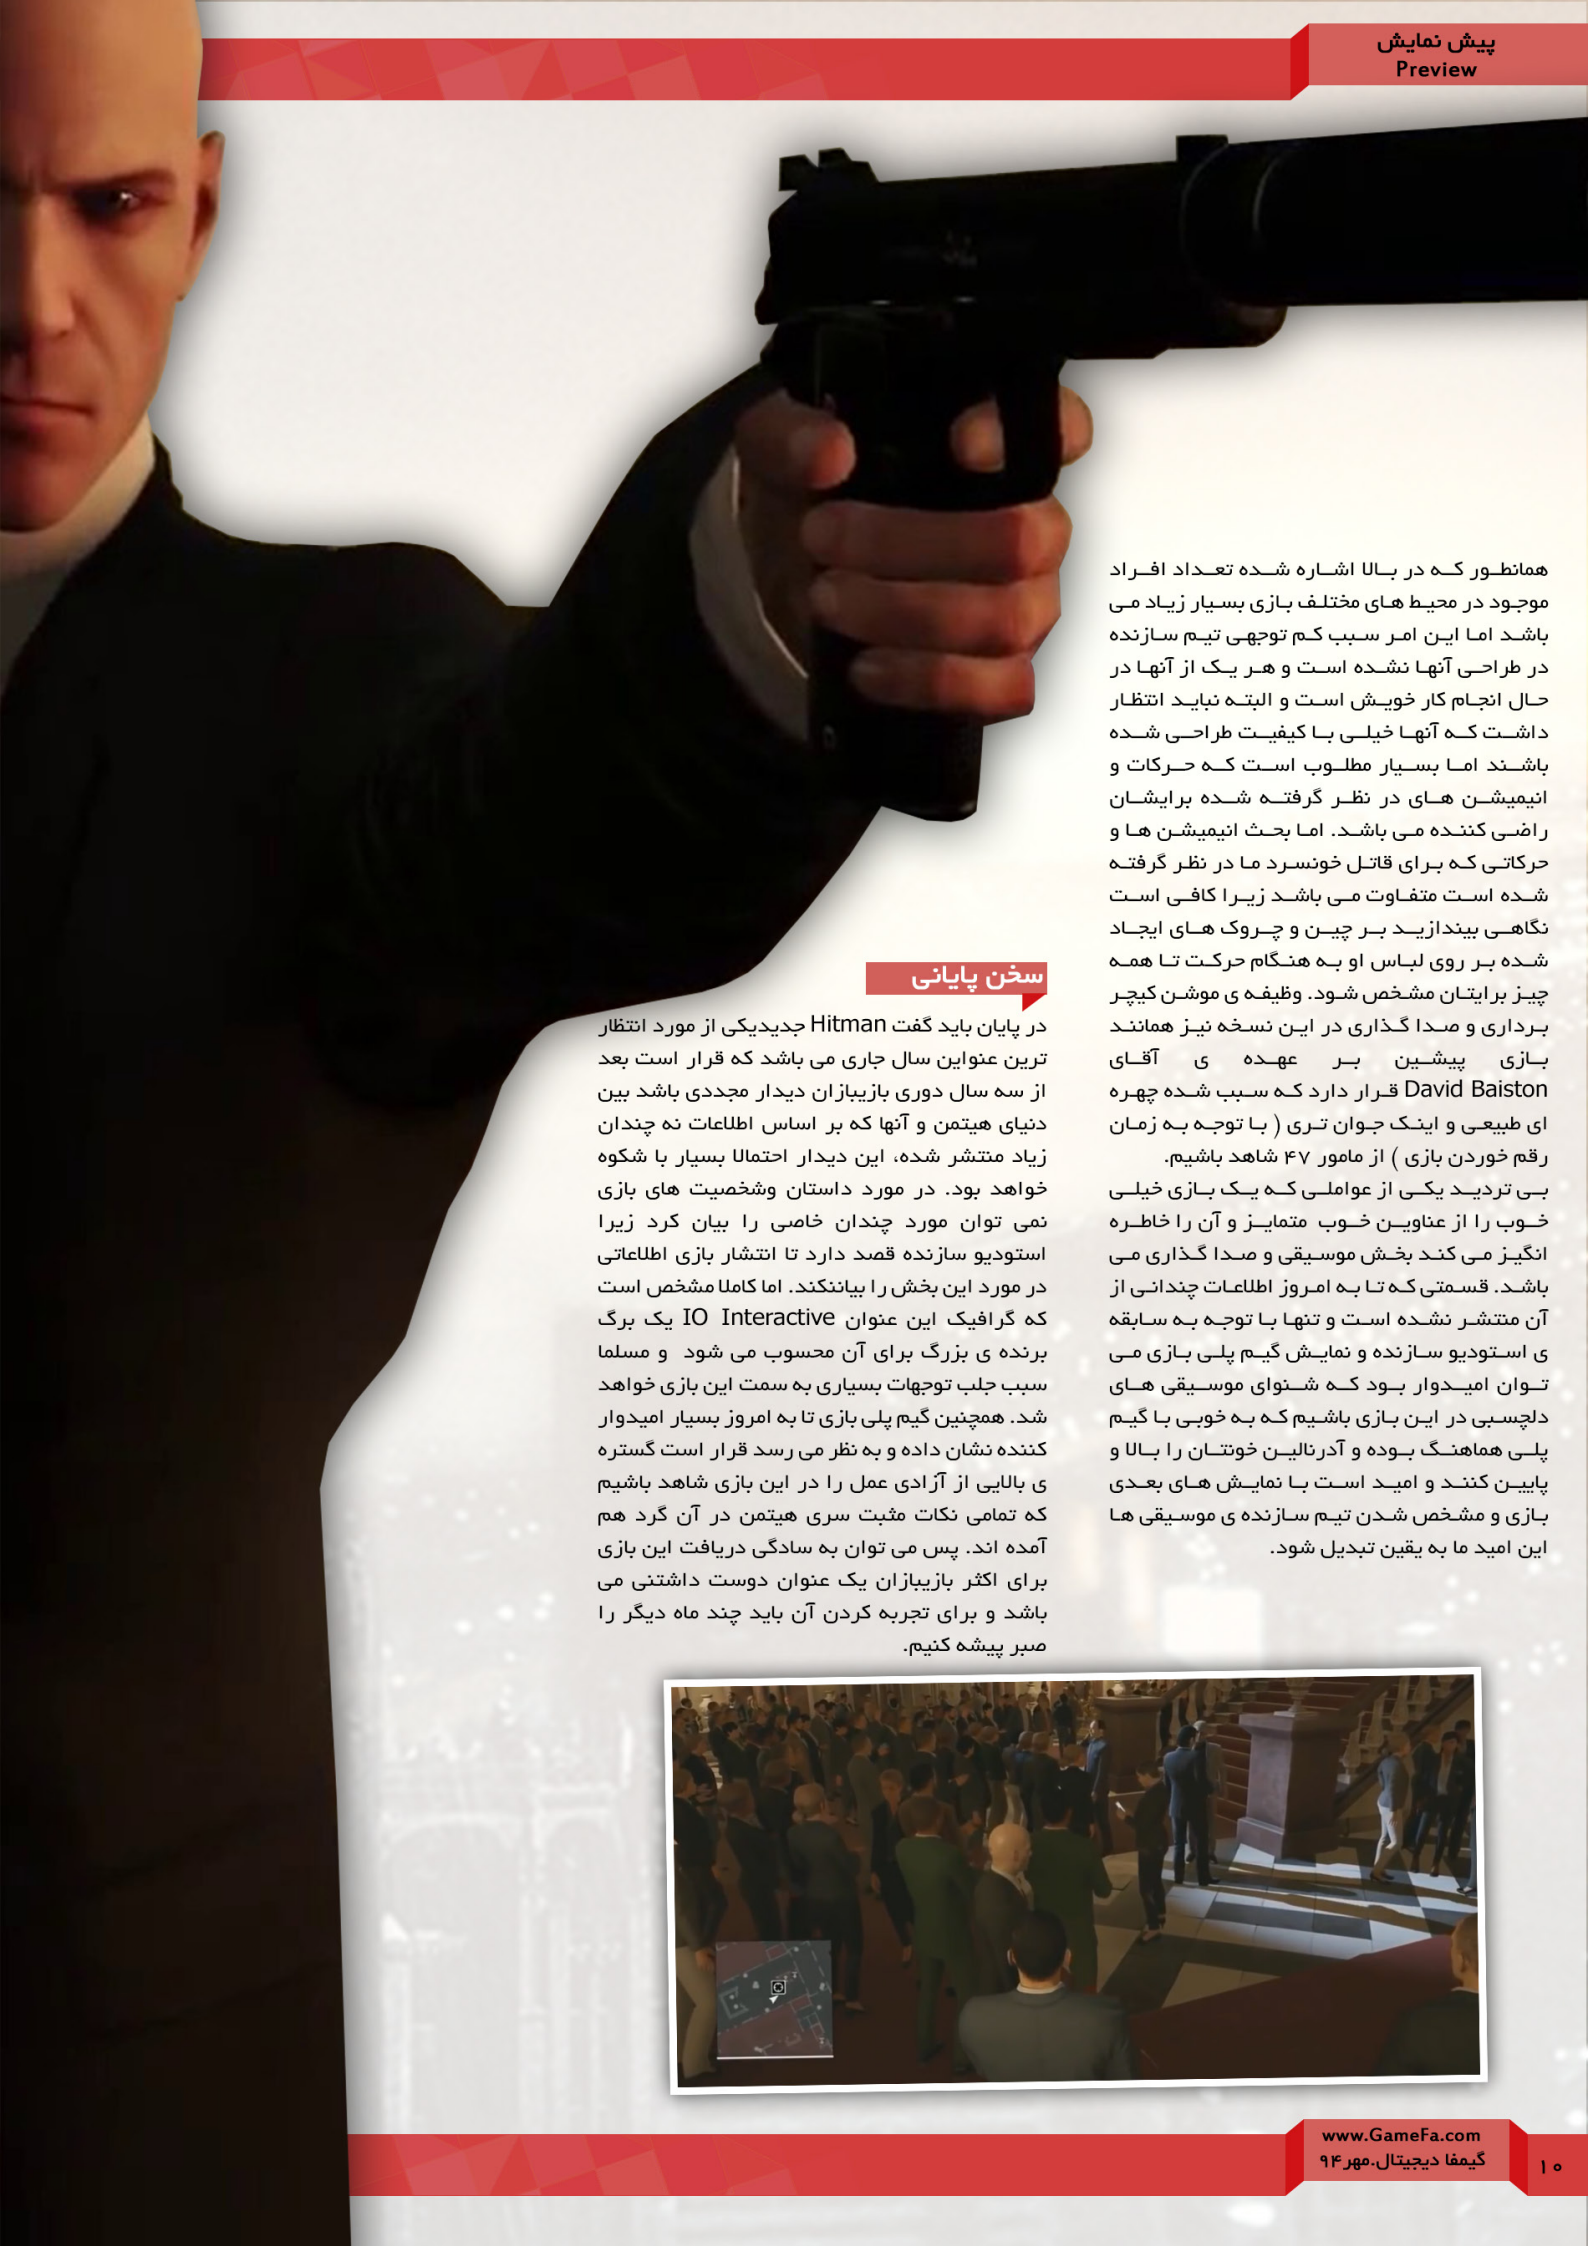 پیش نمایش
Preview
همانطور که در بالا اشاره شده تعداد افراد
موجود در محیط های مختلف بازی بسیار زیاد می
باشد اما این امر سبب کم توجهی تیم سازنده
در طراحی آنها نشده است و هر یک از آنها در
حال انجام کار خویش است و البته نباید انتظار
داشت که آنها خیلی با کیفیت طراحی شده
باشند اما بسیار مطلوب است که حرکات و
انیمیشن های در نظر گرفته شده برایشان
راضی کننده می باشد. اما بحث انیمیشن ها و
حرکاتی که برای قاتل خونسرد ما در نظر گرفته
شده است متفاوت می باشد زیرا کافی است
نگاهی بیندازید بر چین و چروک های ایجاد
شده بر روی لباس او به هنگام حرکت تا همه
چیز برایتان مشخص شود. وظیفه ی موشن کپچر
برداری و صدا گذاری در این نسخه نیز همانند
بازی پیشین بر عهده ی آقای
David Baiston قرار دارد که سبب شده چهره
ای طبیعی و اینک جوان تری ( با توجه به زمان
رقم خوردن بازی ) از مامور ۴۷ شاهد باشیم.
بی تردید یکی از عواملی که یک بازی خیلی
خوب را از عناوین خوب متمایز و آن را خاطره
انگیز می کند بخش موسیقی و صدا گذاری می
باشد. قسمتی که تا به امروز اطلاعات چندانی از
آن منتشر نشده است و تنها با توجه به سابقه
ی استودیو سازنده و نمایش گیم پلی بازی می
توان امیدوار بود که شنوای موسیقی های
دلچسبی در این بازی باشیم که به خوبی با گیم
پلی هماهنگ بوده و آدرنالین خونتان را بالا و
پایین کنند و امید است با نمایش های بعدی
بازی و مشخص شدن تیم سازنده ی موسیقی ها
این امید ما به یقین تبدیل شود.
سخن پایانی
در پایان باید گفت Hitman جدیدیکی از مورد انتظار
ترین عنواین سال جاری می باشد که قرار است بعد
از سه سال دوری بازیبازان دیدار مجددی باشد بین
دنیای هیتمن و آنها که بر اساس اطلاعات نه چندان
زیاد منتشر شده، این دیدار احتمالا بسیار با شکوه
خواهد بود. در مورد داستان وشخصیت های بازی
نمی توان مورد چندان خاصی را بیان کرد زیرا
استودیو سازنده قصد دارد تا انتشار بازی اطلاعاتی
در مورد این بخش را بیاننکند. اما کاملا مشخص است
که گرافیک این عنوان IO Interactive یک برگ
برنده ی بزرگ برای آن محسوب می شود و مسلما
سبب جلب توجهات بسیاری به سمت این بازی خواهد
شد. همچنین گیم پلی بازی تا به امروز بسیار امیدوار
کننده نشان داده و به نظر می رسد قرار است گستره
ی بالایی از آزادی عمل را در این بازی شاهد باشیم
که تمامی نکات مثبت سری هیتمن در آن گرد هم
آمده اند. پس می توان به سادگی دریافت این بازی
برای اکثر بازیبازان یک عنوان دوست داشتنی می
باشد و برای تجربه کردن آن باید چند ماه دیگر را
صبر پیشه کنیم.
www.GameFa.com
گیمفا دیجیتال.مهر۹۴
۱۰